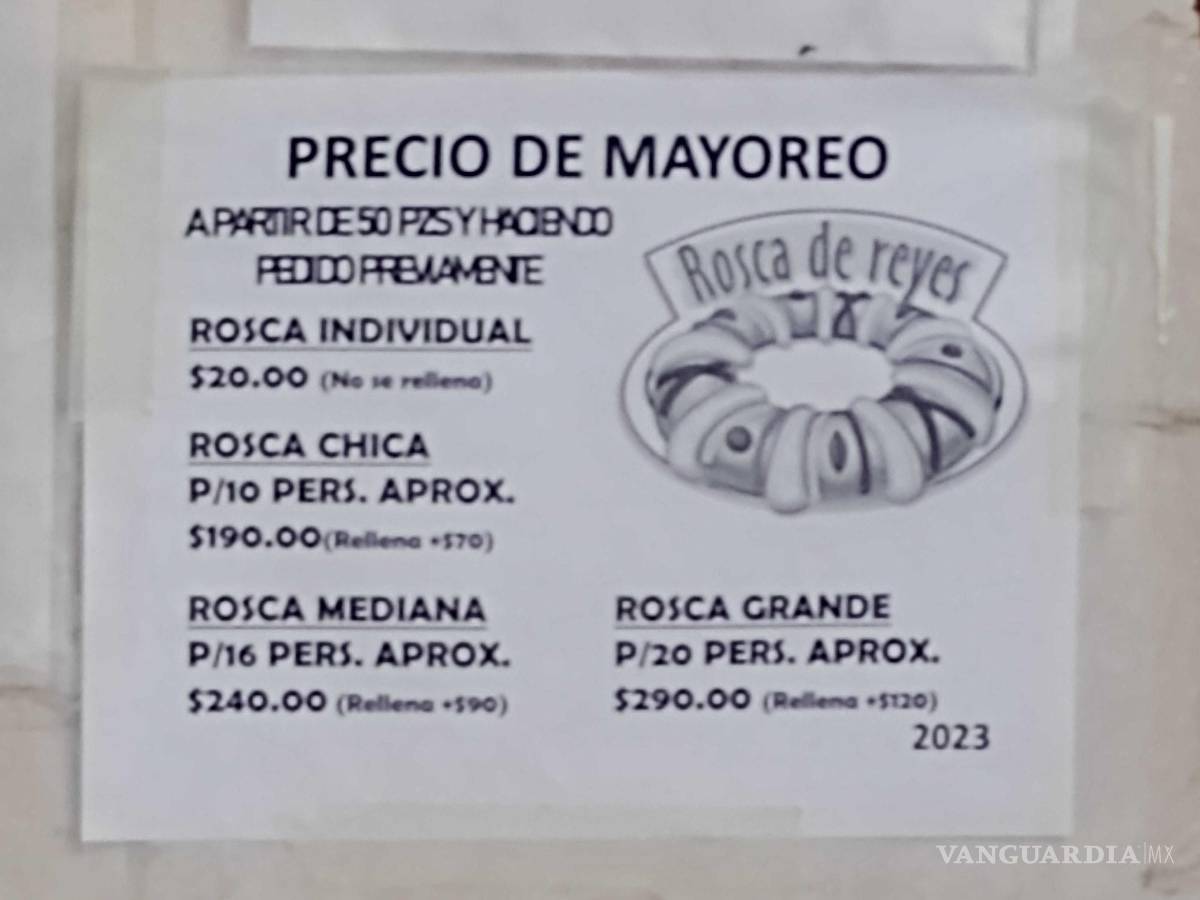 PRECIO DE MAYOREO
A PARTIR DE 50 PZS Y HACIENDO
PEDIDO PREVIAMENTE
Rosca de reyes
ROSCA INDIVIDUAL
$20.00 (No se rellena)
ROSCA CHICA
P/10 PERS. APROX.
$190.00(Rellena +$70)
ROSCA MEDIANA
P/16 PERS. APROX.
$240.00 (Rellena +$90)
ROSCA GRANDE
P/20 PERS. APROX.
$290.00 (Rellena +$120)
2023
VANGUARDIA|MX